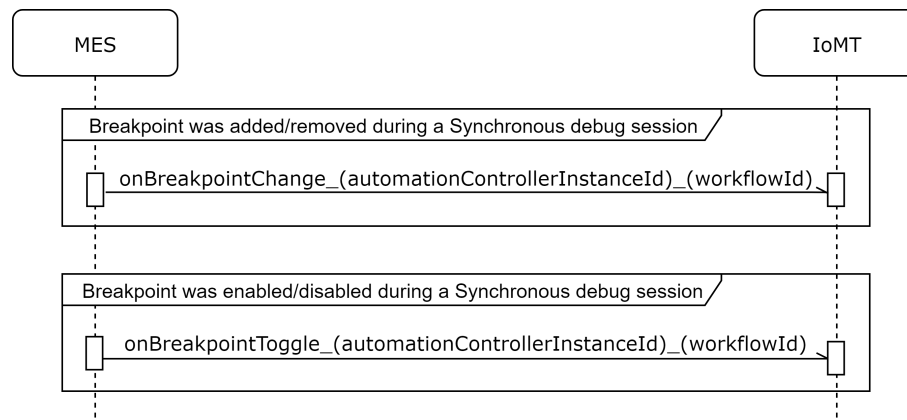 MES
IoMT
Breakpoint was added/removed during a Synchronous debug session
onBreakpointChange_(automationControllerInstanceId)_(workflowId)
Breakpoint was enabled/disabled during a Synchronous debug session
onBreakpointToggle_(automationControllerInstanceId)_(workflowId)